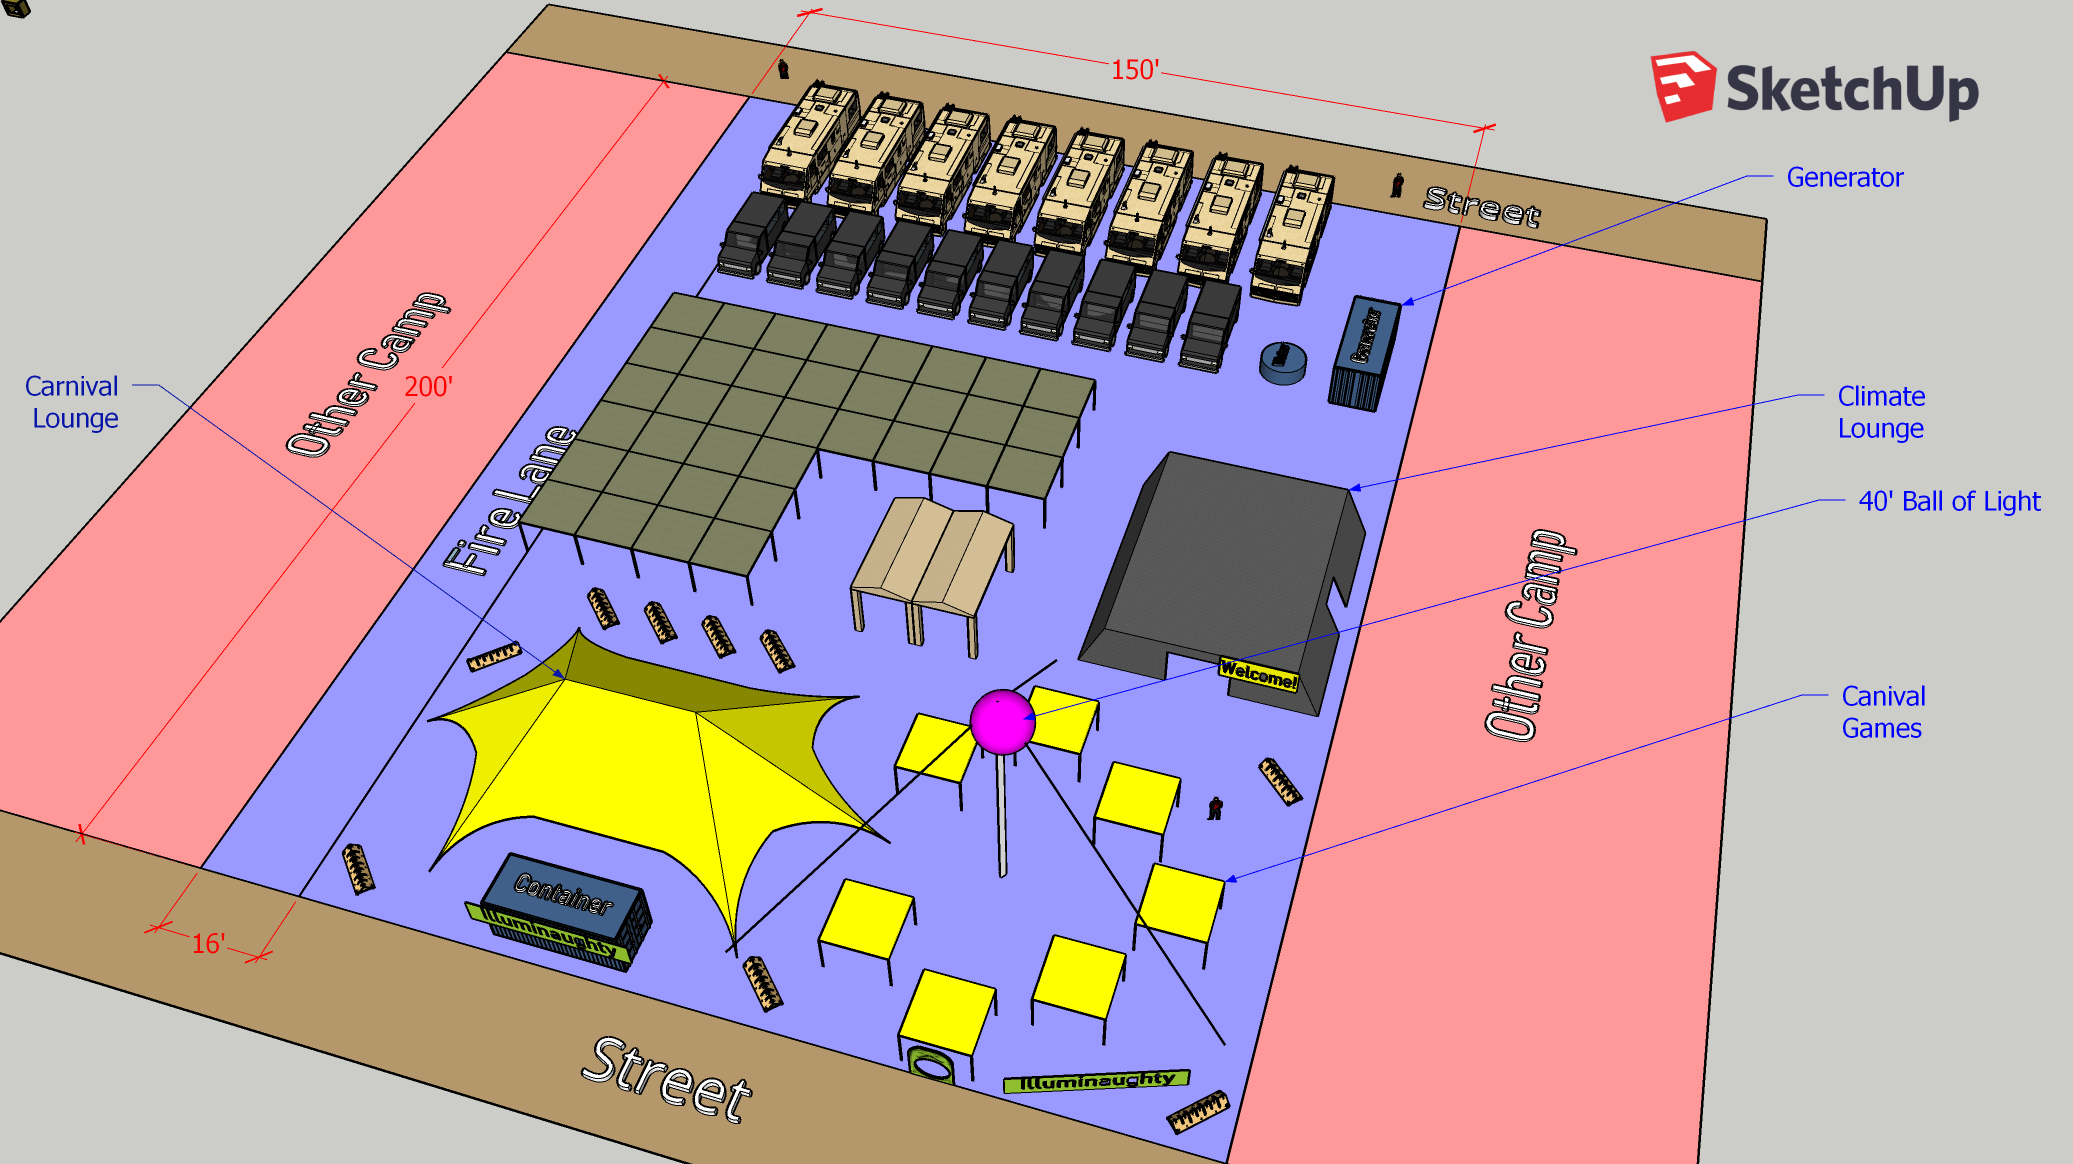 150'
SketchUp
Generator
Street
Other Camp
200'
Carnival
Lounge
Climate
Lounge
40' Ball of Light
Fire Lane
Other Camp
Welcome!
Canival
Games
Container
Illuminaughty
16'
Street
Illuminaughty